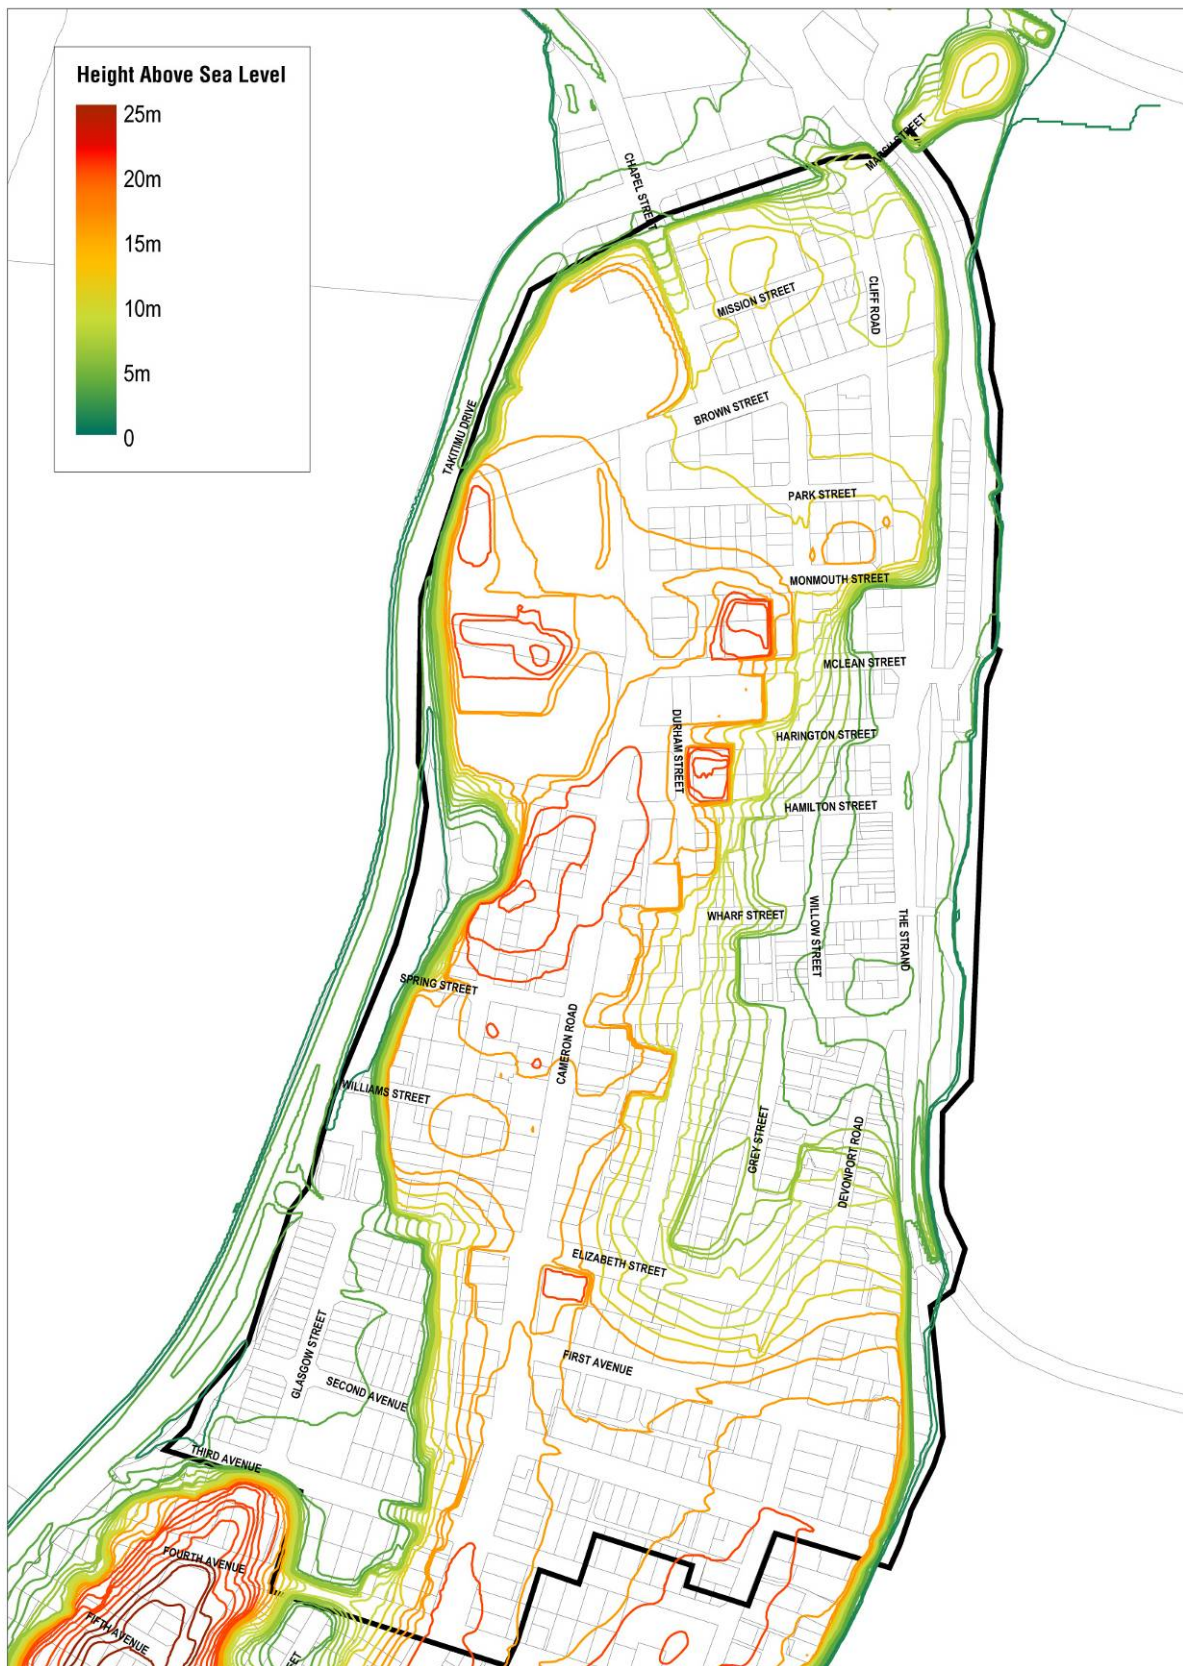 Height Above Sea Level
25m
20m
15m
10m
5m
0
MARSH STREET
CHAPEL STREET
MISSION STREET
CLIFF ROAD
BROWN STREET
TAKITIMU DRIVE
PARK STREET
MONMOUTH STREET
MCLEAN STREET
DURHAM STREET
HARINGTON STREET
HAMILTON STREET
WHARF STREET
WILLOW STREET
THE STRAND
SPRING STREET
CAMERON ROAD
WILLIAMS STREET
GREY STREET
DEVONPORT ROAD
ELIZABETH STREET
GLASGOW STREET
FIRST AVENUE
SECOND AVENUE
THIRD AVENUE
FOURTH AVENUE
FIFTH AVENUE